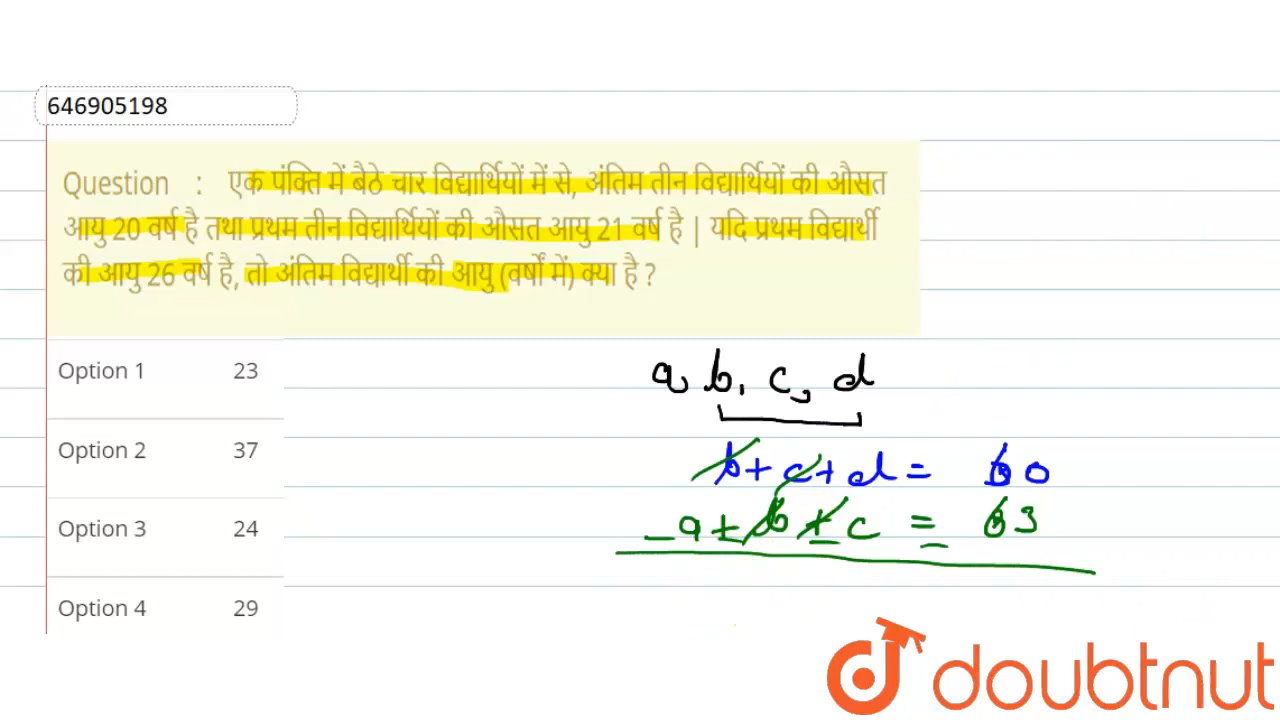 646905198
Question : एक पंक्ति में बैठे चार विद्यार्थियों में से, अंतिम तीन विद्यार्थियों की औसत
आयु 20 वर्ष है तथा प्रथम तीन विद्यार्थियों की औसत आयु 21 वर्ष है | यदि प्रथम विद्यार्थी
की आयु 26 वर्ष है, तो अंतिम विद्यार्थी की आयु (वर्षों में) क्या है ?
Option 1 23
Option 2 37
Option 3 24
Option 4 29
a, b, c, d
b + c + d = 60
a + b + c = 63
doubtnut